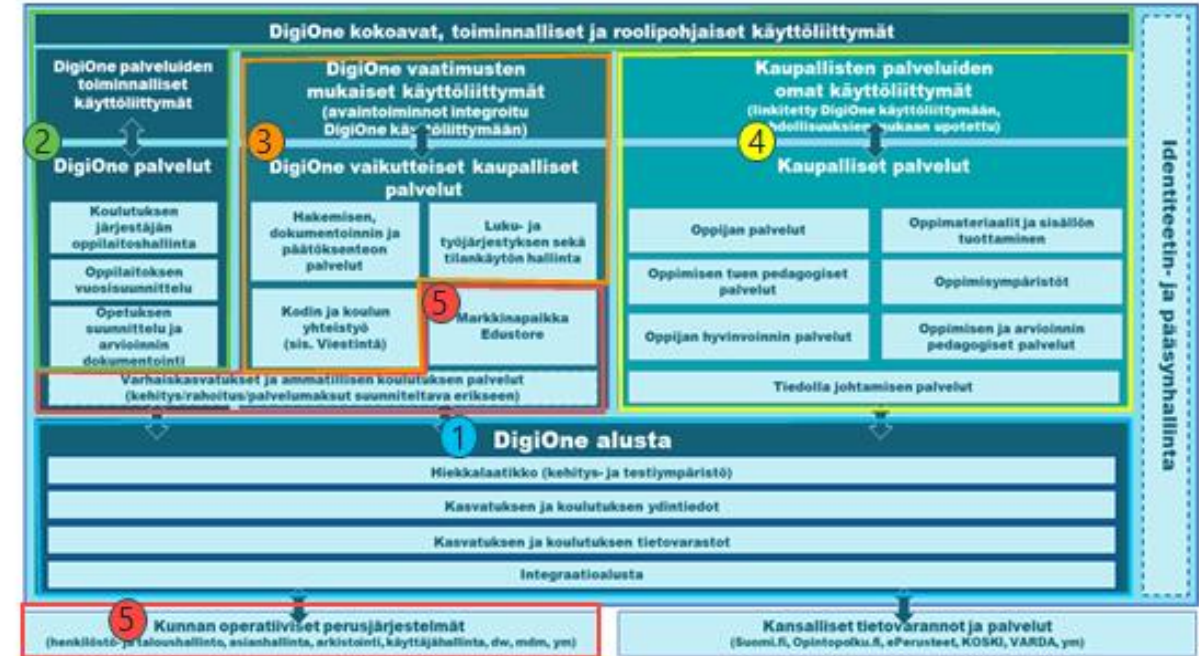 DigiOne kokoavat, toiminnalliset ja roolipohjaiset käyttöliittymät
DigiOne palveluiden
toiminnalliset
käyttöliittymät
2
DigiOne palvelut
Koulutuksen
järjestäjän
oppilaitoshallinta
Oppilaitoksen
vuosisuunnittelu
Opetuksen
suunnittelu ja
arvioinnin
dokumentointi
DigiOne vaatimusten
mukaiset käyttöliittymät
(avaintoiminnot integroitu
DigiOne käyttöliittymään)
3
DigiOne vaikutteiset kaupalliset
palvelut
Hakemisen,
dokumentoinnin ja
päätöksenteon
palvelut
Luku- ja
työjärjestyksen sekä
tilankäytön hallinta
Kodin ja koulun
yhteistyö
(sis. Viestintä)
5
Markkinapaikka
Edustore
Varhaiskasvatukset ja ammatillisen koulutuksen palvelut
(kehitys/rahoitus/palvelumaksut suunniteltava erikseen)
Kaupallisten palveluiden
omat käyttöliittymät
(linkitetty DigiOne käyttöliittymään,
mukaan upotettu)
4
Kaupalliset palvelut
Oppijan palvelut
Oppimateriaalit ja sisällön
tuottaminen
Oppimisen tuen pedagogiset
palvelut
Oppimisympäristöt
Oppijan hyvinvoinnin palvelut
Oppimisen ja arvioinnin
pedagogiset palvelut
Tiedolla johtamisen palvelut
Identiteetin- ja pääsynhallinta
1
DigiOne alusta
Hiekkalaatikko (kehitys- ja testiympäristö)
Kasvatuksen ja koulutuksen ydintiedot
Kasvatuksen ja koulutuksen tietovarastot
Integraatioalusta
5
Kunnan operatiiviset perusjärjestelmät
(henkilöstö- ja taloushallinto, asianhallinta, arkistointi, käyttäjähallinta, dw, mdm, ym)
Kansalliset tietovarannot ja palvelut
(Suomi.fi, Opintopolku.fi, ePerusteet, KOSKI, VARDA, ym)